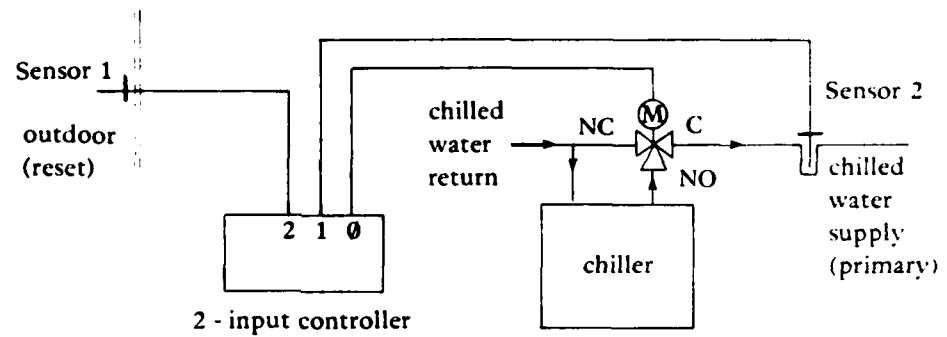 Sensor 1
outdoor
(reset)
2 1 0
2 - input controller
chilled
water
return
NC
M
C
NO
chiller
Sensor 2
chilled
water
supply
(primary)